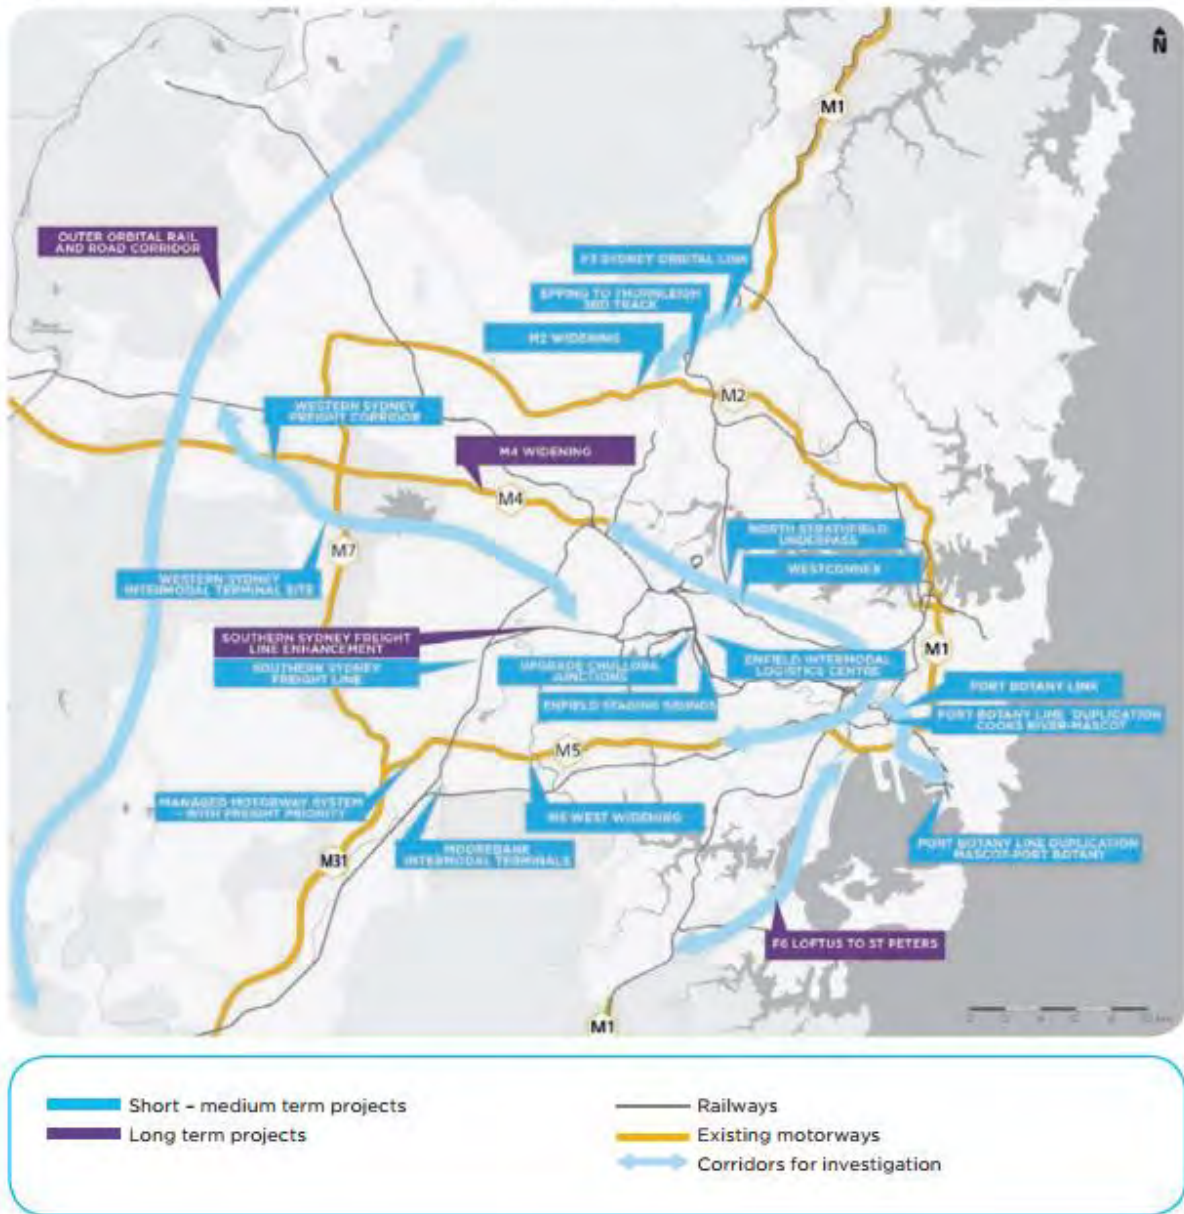 N
M1
OUTER ORBITAL RAIL
AND ROAD CORRIDOR
F3 SYDNEY ORBITAL LINK
EPPING TO THORNLEIGH
3RD TRACK
M2 WIDENING
M2
WESTERN SYDNEY
FREIGHT CORRIDOR
M4 WIDENING
M4
NORTH STRATHFIELD
UNDERPASS
M7
WESTCONNEX
WESTERN SYDNEY
INTERMODAL TERMINAL SITE
SOUTHERN SYDNEY FREIGHT
LINE ENHANCEMENT
SOUTHERN SYDNEY
FREIGHT LINE
UPGRADE CHULLORA
JUNCTIONS
ENFIELD INTERMODAL
LOGISTICS CENTRE
M1
ENFIELD STAGING SIDINGS
PORT BOTANY LINK
PORT BOTANY LINE DUPLICATION
COOKS RIVER-MASCOT
M5
MANAGED MOTORWAY SYSTEM
- WITH FREIGHT PRIORITY
M5 WEST WIDENING
MOOREBANK
INTERMODAL TERMINALS
PORT BOTANY LINE DUPLICATION
MASCOT-PORT BOTANY
M31
F6 LOFTUS TO ST PETERS
M1
Short – medium term projects
Long term projects
Railways
Existing motorways
Corridors for investigation